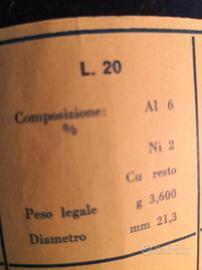 L. 20
Composizione: Al 6
%
Ni 2
Cu resto
Peso legale g 3,600
Diametro mm 21,3